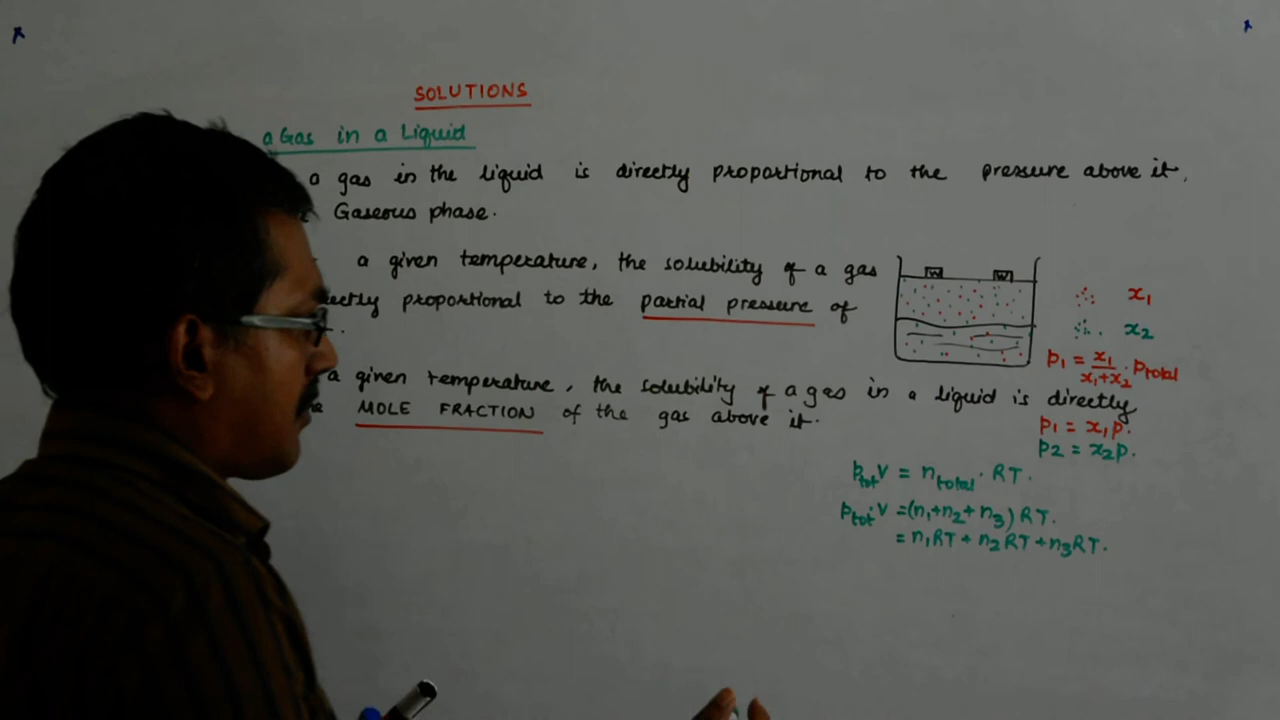 SOLUTIONS
a Gas in a Liquid
a gas in the liquid is directly proportional to the pressure above it.
Gaseous phase.
a given temperature, the solubility of a gas
proportional to the partial pressure of
W W
x₁
x₂
p₁ = x₁/(x₁+x₂) · Ptotal
a given temperature, the solubility of a gas in a liquid is directly
MOLE FRACTION of the gas above it.
p₁ = x₁p.
p₂ = x₂p.
PtotV = ntotal · RT.
Ptot·V = (n₁+n₂+n₃) RT.
= n₁RT + n₂RT + n₃RT.